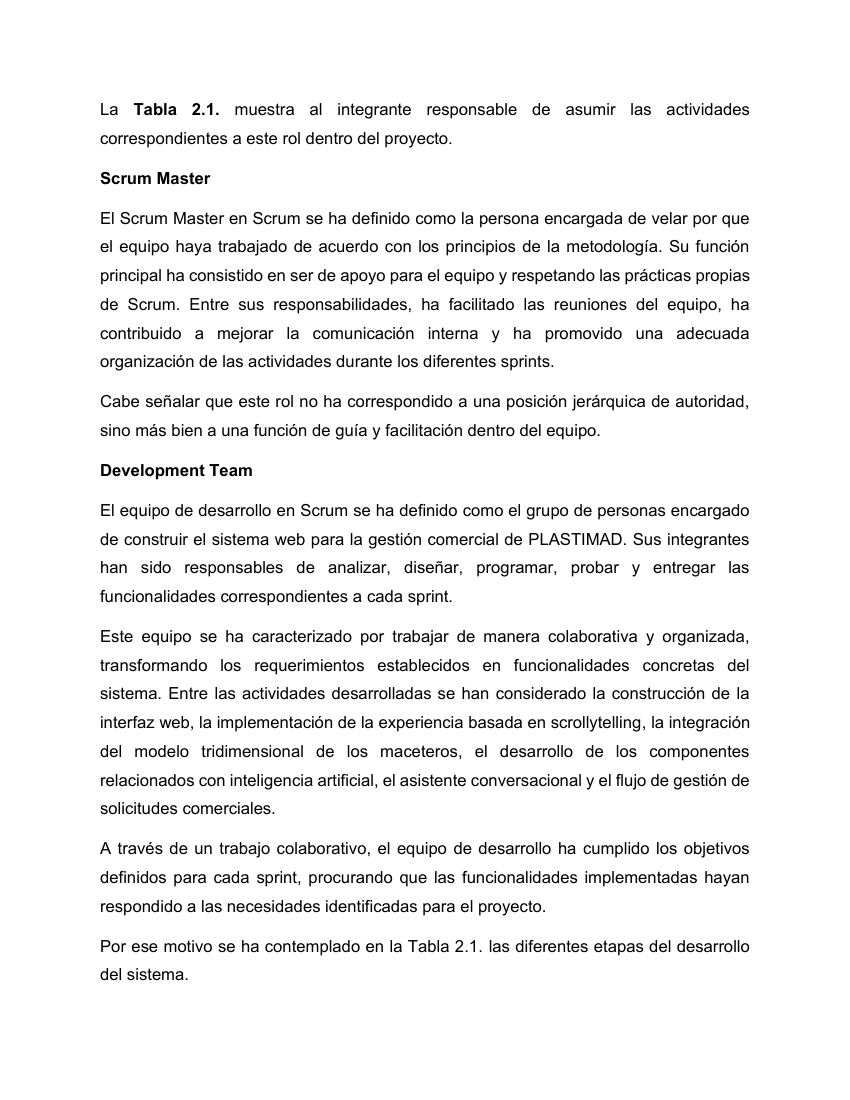 La Tabla 2.1. muestra al integrante responsable de asumir las actividades
correspondientes a este rol dentro del proyecto.
Scrum Master
El Scrum Master en Scrum se ha definido como la persona encargada de velar por que
el equipo haya trabajado de acuerdo con los principios de la metodología. Su función
principal ha consistido en ser de apoyo para el equipo y respetando las prácticas propias
de Scrum. Entre sus responsabilidades, ha facilitado las reuniones del equipo, ha
contribuido a mejorar la comunicación interna y ha promovido una adecuada
organización de las actividades durante los diferentes sprints.
Cabe señalar que este rol no ha correspondido a una posición jerárquica de autoridad,
sino más bien a una función de guía y facilitación dentro del equipo.
Development Team
El equipo de desarrollo en Scrum se ha definido como el grupo de personas encargado
de construir el sistema web para la gestión comercial de PLASTIMAD. Sus integrantes
han sido responsables de analizar, diseñar, programar, probar y entregar las
funcionalidades correspondientes a cada sprint.
Este equipo se ha caracterizado por trabajar de manera colaborativa y organizada,
transformando los requerimientos establecidos en funcionalidades concretas del
sistema. Entre las actividades desarrolladas se han considerado la construcción de la
interfaz web, la implementación de la experiencia basada en scrollytelling, la integración
del modelo tridimensional de los maceteros, el desarrollo de los componentes
relacionados con inteligencia artificial, el asistente conversacional y el flujo de gestión de
solicitudes comerciales.
A través de un trabajo colaborativo, el equipo de desarrollo ha cumplido los objetivos
definidos para cada sprint, procurando que las funcionalidades implementadas hayan
respondido a las necesidades identificadas para el proyecto.
Por ese motivo se ha contemplado en la Tabla 2.1. las diferentes etapas del desarrollo
del sistema.